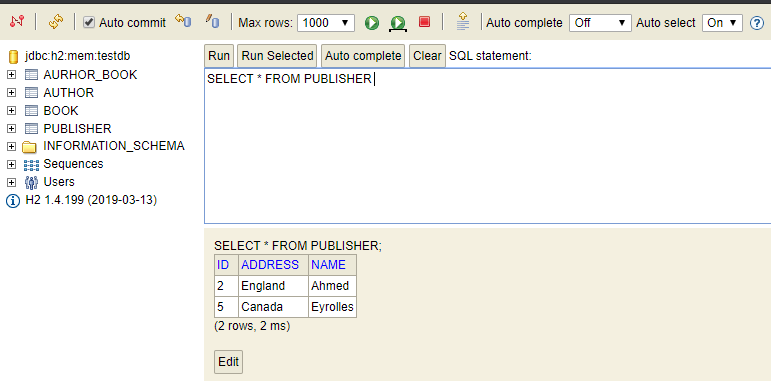 Auto commit Max rows: 1000 Auto complete Off Auto select On ?
jdbc:h2:mem:testdb
AURHOR_BOOK
AUTHOR
BOOK
PUBLISHER
INFORMATION_SCHEMA
Sequences
Users
H2 1.4.199 (2019-03-13)
Run Run Selected Auto complete Clear SQL statement:
SELECT * FROM PUBLISHER
SELECT * FROM PUBLISHER;
ID ADDRESS NAME
2 England Ahmed
5 Canada Eyrolles
(2 rows, 2 ms)
Edit